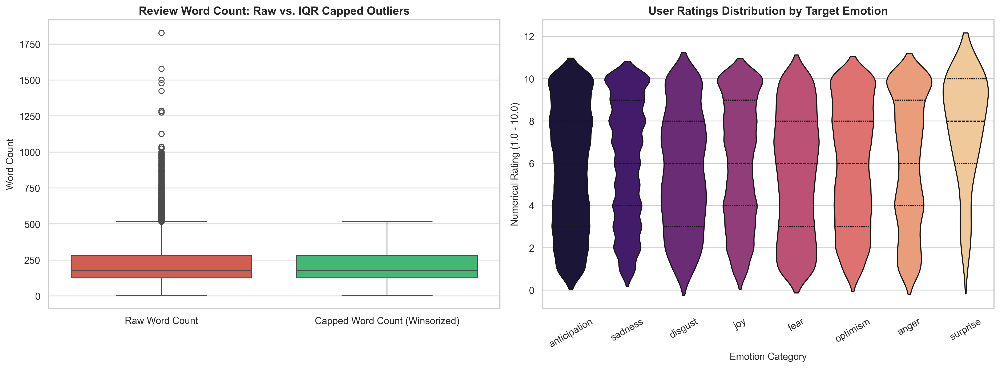 Review Word Count: Raw vs. IQR Capped Outliers
Word Count
1750
1500
1250
1000
750
500
250
0
Raw Word Count
Capped Word Count (Winsorized)
User Ratings Distribution by Target Emotion
Numerical Rating (1.0 - 10.0)
12
10
8
6
4
2
0
anticipation
sadness
disgust
joy
fear
optimism
anger
surprise
Emotion Category